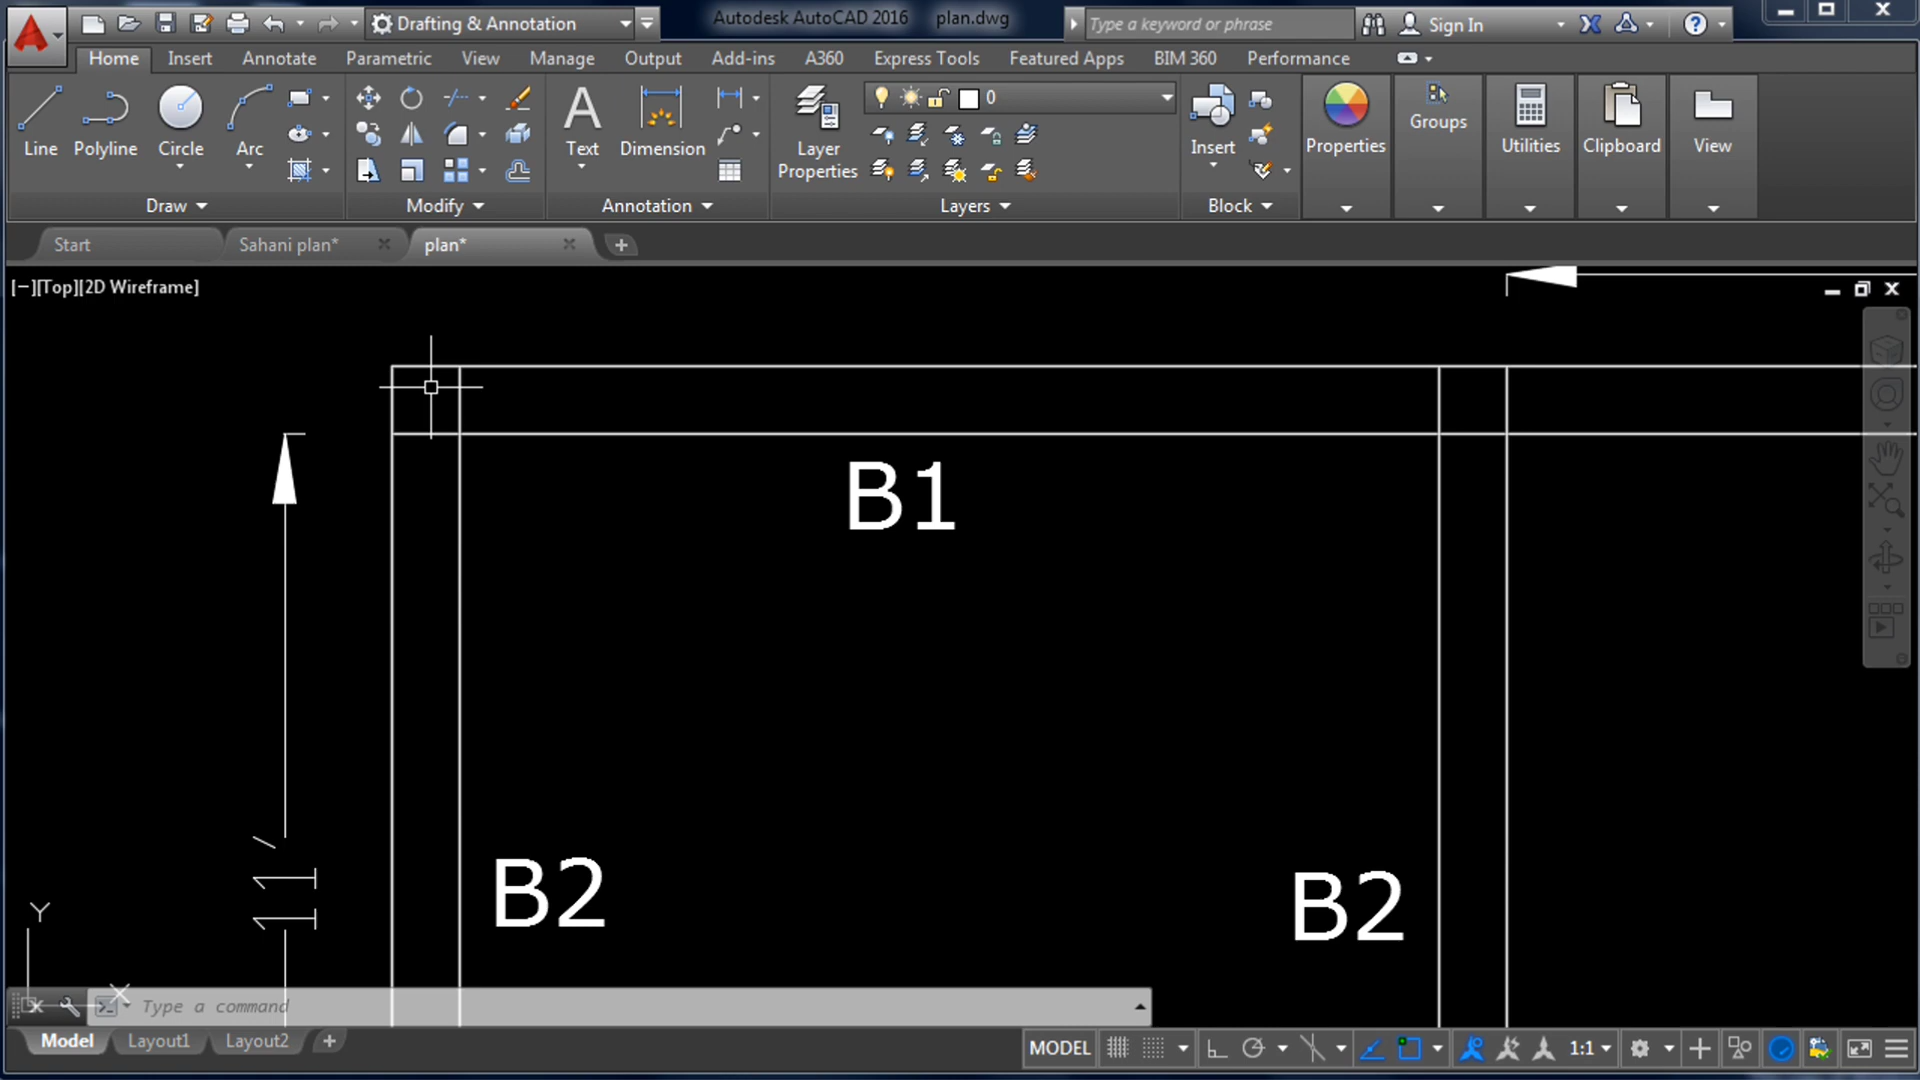 Drafting & Annotation
Autodesk AutoCAD 2016 plan.dwg
Type a keyword or phrase
Sign In
Home Insert Annotate Parametric View Manage Output Add-ins A360 Express Tools Featured Apps BIM 360 Performance
0
Line Polyline Circle Arc
Text Dimension
Layer Properties
Insert
Properties
Groups
Utilities
Clipboard
View
Draw Modify Annotation Layers Block
Start Sahani plan* plan*
[−][Top][2D Wireframe]
B1
B2
B2
11'
Y
X
Type a command
Model Layout1 Layout2
MODEL
1:1